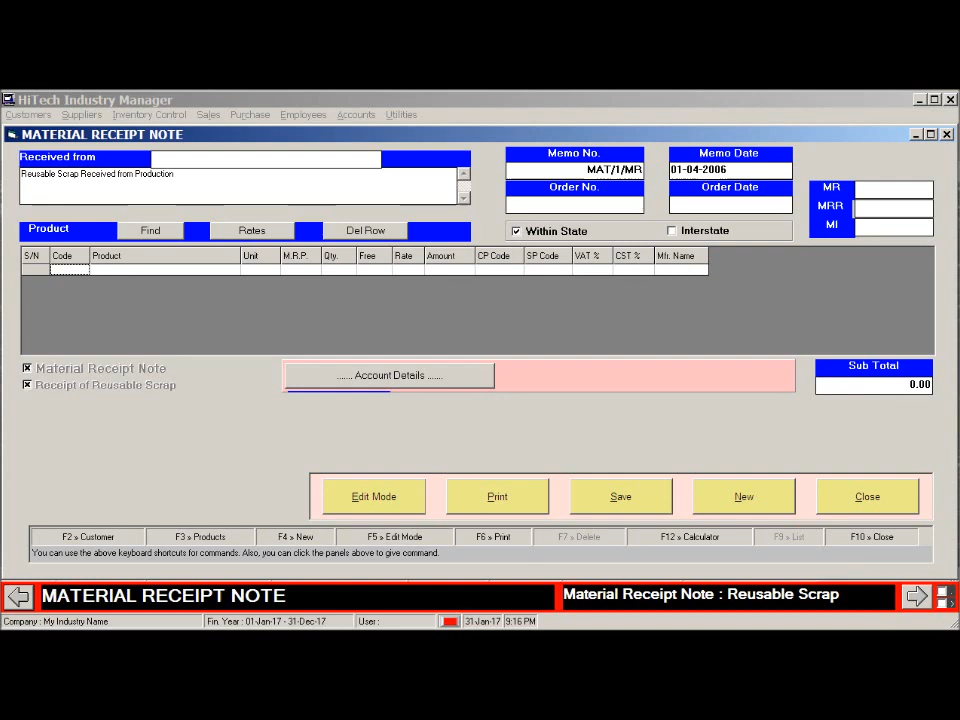 HiTech Industry Manager
Customers Suppliers Inventory Control Sales Purchase Employees Accounts Utilities
MATERIAL RECEIPT NOTE
Received from
Reusable Scrap Received from Production
Memo No. Memo Date
MAT/1/MR 01-04-2006
Order No. Order Date
MR
MRR
MI
Product Find Rates Del Row
Within State Interstate
S/N Code Product Unit M.R.P. Qty. Free Rate Amount CP Code SP Code VAT % CST % Mfr. Name
Material Receipt Note
Receipt of Reusable Scrap
...... Account Details ......
Sub Total
0.00
Edit Mode Print Save New Close
F2 » Customer F3 » Products F4 » New F5 » Edit Mode F6 » Print F7 » Delete F12 » Calculator F9 » List F10 » Close
'You can use the above keyboard shortcuts for commands. Also, you can click the panels above to give command.
MATERIAL RECEIPT NOTE Material Receipt Note : Reusable Scrap
Company : My Industry Name Fin. Year : 01-Jan-17 - 31-Dec-17 User : 31-Jan-17 9:16 PM